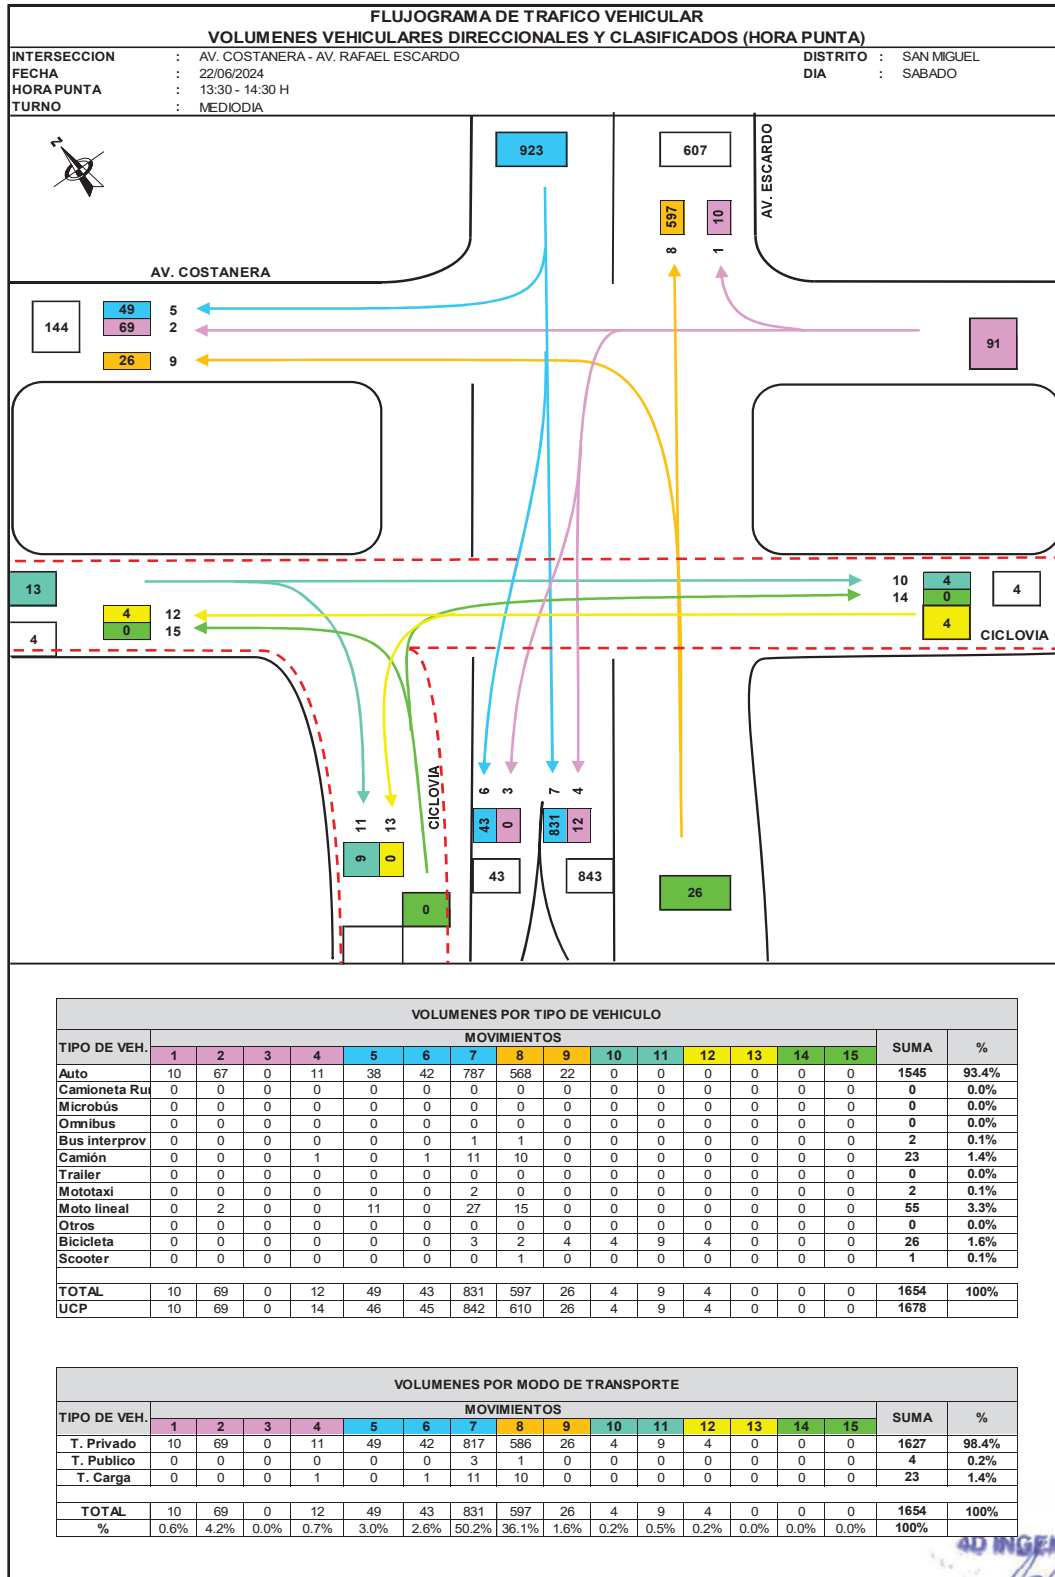 FLUJOGRAMA DE TRAFICO VEHICULAR
VOLUMENES VEHICULARES DIRECCIONALES Y CLASIFICADOS (HORA PUNTA)
INTERSECCION : AV. COSTANERA - AV. RAFAEL ESCARDO DISTRITO : SAN MIGUEL
FECHA : 22/06/2024 DIA : SABADO
HORA PUNTA : 13:30 - 14:30 H
TURNO : MEDIODIA
N
923 607
AV. ESCARDO
597 10
8 1
AV. COSTANERA
144 49 5
69 2
26 9
91
13 10 4
14 0
4
4 12
0 15
4
4
CICLOVIA
CICLOVIA
11 13
9 0
0
6 3 7 4
43 0 831 12
43 843
26
VOLUMENES POR TIPO DE VEHICULO
TIPO DE VEH. MOVIMIENTOS SUMA %
1 2 3 4 5 6 7 8 9 10 11 12 13 14 15
Auto 10 67 0 11 38 42 787 568 22 0 0 0 0 0 0 1545 93.4%
Camioneta Rur 0 0 0 0 0 0 0 0 0 0 0 0 0 0 0 0 0.0%
Microbús 0 0 0 0 0 0 0 0 0 0 0 0 0 0 0 0 0.0%
Omnibus 0 0 0 0 0 0 0 0 0 0 0 0 0 0 0 0 0.0%
Bus interprov 0 0 0 0 0 0 1 1 0 0 0 0 0 0 0 2 0.1%
Camión 0 0 0 1 0 1 11 10 0 0 0 0 0 0 0 23 1.4%
Trailer 0 0 0 0 0 0 0 0 0 0 0 0 0 0 0 0 0.0%
Mototaxi 0 0 0 0 0 0 2 0 0 0 0 0 0 0 0 2 0.1%
Moto lineal 0 2 0 0 11 0 27 15 0 0 0 0 0 0 0 55 3.3%
Otros 0 0 0 0 0 0 0 0 0 0 0 0 0 0 0 0 0.0%
Bicicleta 0 0 0 0 0 0 3 2 4 4 9 4 0 0 0 26 1.6%
Scooter 0 0 0 0 0 0 0 1 0 0 0 0 0 0 0 1 0.1%
TOTAL 10 69 0 12 49 43 831 597 26 4 9 4 0 0 0 1654 100%
UCP 10 69 0 14 46 45 842 610 26 4 9 4 0 0 0 1678
VOLUMENES POR MODO DE TRANSPORTE
TIPO DE VEH. MOVIMIENTOS SUMA %
1 2 3 4 5 6 7 8 9 10 11 12 13 14 15
T. Privado 10 69 0 11 49 42 817 586 26 4 9 4 0 0 0 1627 98.4%
T. Publico 0 0 0 0 0 0 3 1 0 0 0 0 0 0 0 4 0.2%
T. Carga 0 0 0 1 0 1 11 10 0 0 0 0 0 0 0 23 1.4%
TOTAL 10 69 0 12 49 43 831 597 26 4 9 4 0 0 0 1654 100%
% 0.6% 4.2% 0.0% 0.7% 3.0% 2.6% 50.2% 36.1% 1.6% 0.2% 0.5% 0.2% 0.0% 0.0% 0.0% 100%
4D INGEN